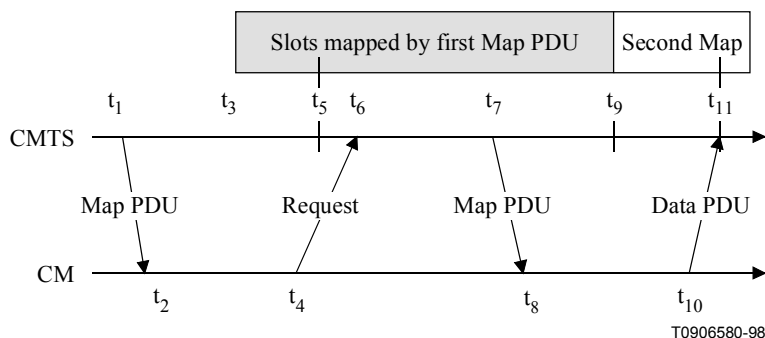 Slots mapped by first Map PDU Second Map
t1 t3 t5 t6 t7 t9 t11
CMTS
Map PDU Request Map PDU Data PDU
CM
t2 t4 t8 t10
T0906580-98